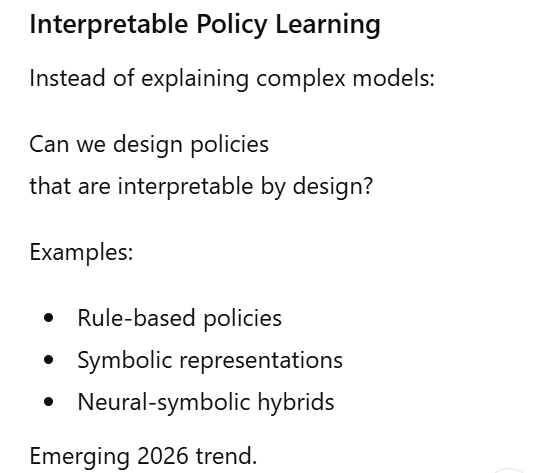 Interpretable Policy Learning
Instead of explaining complex models:
Can we design policies
that are interpretable by design?
Examples:
• Rule-based policies
• Symbolic representations
• Neural-symbolic hybrids
Emerging 2026 trend.